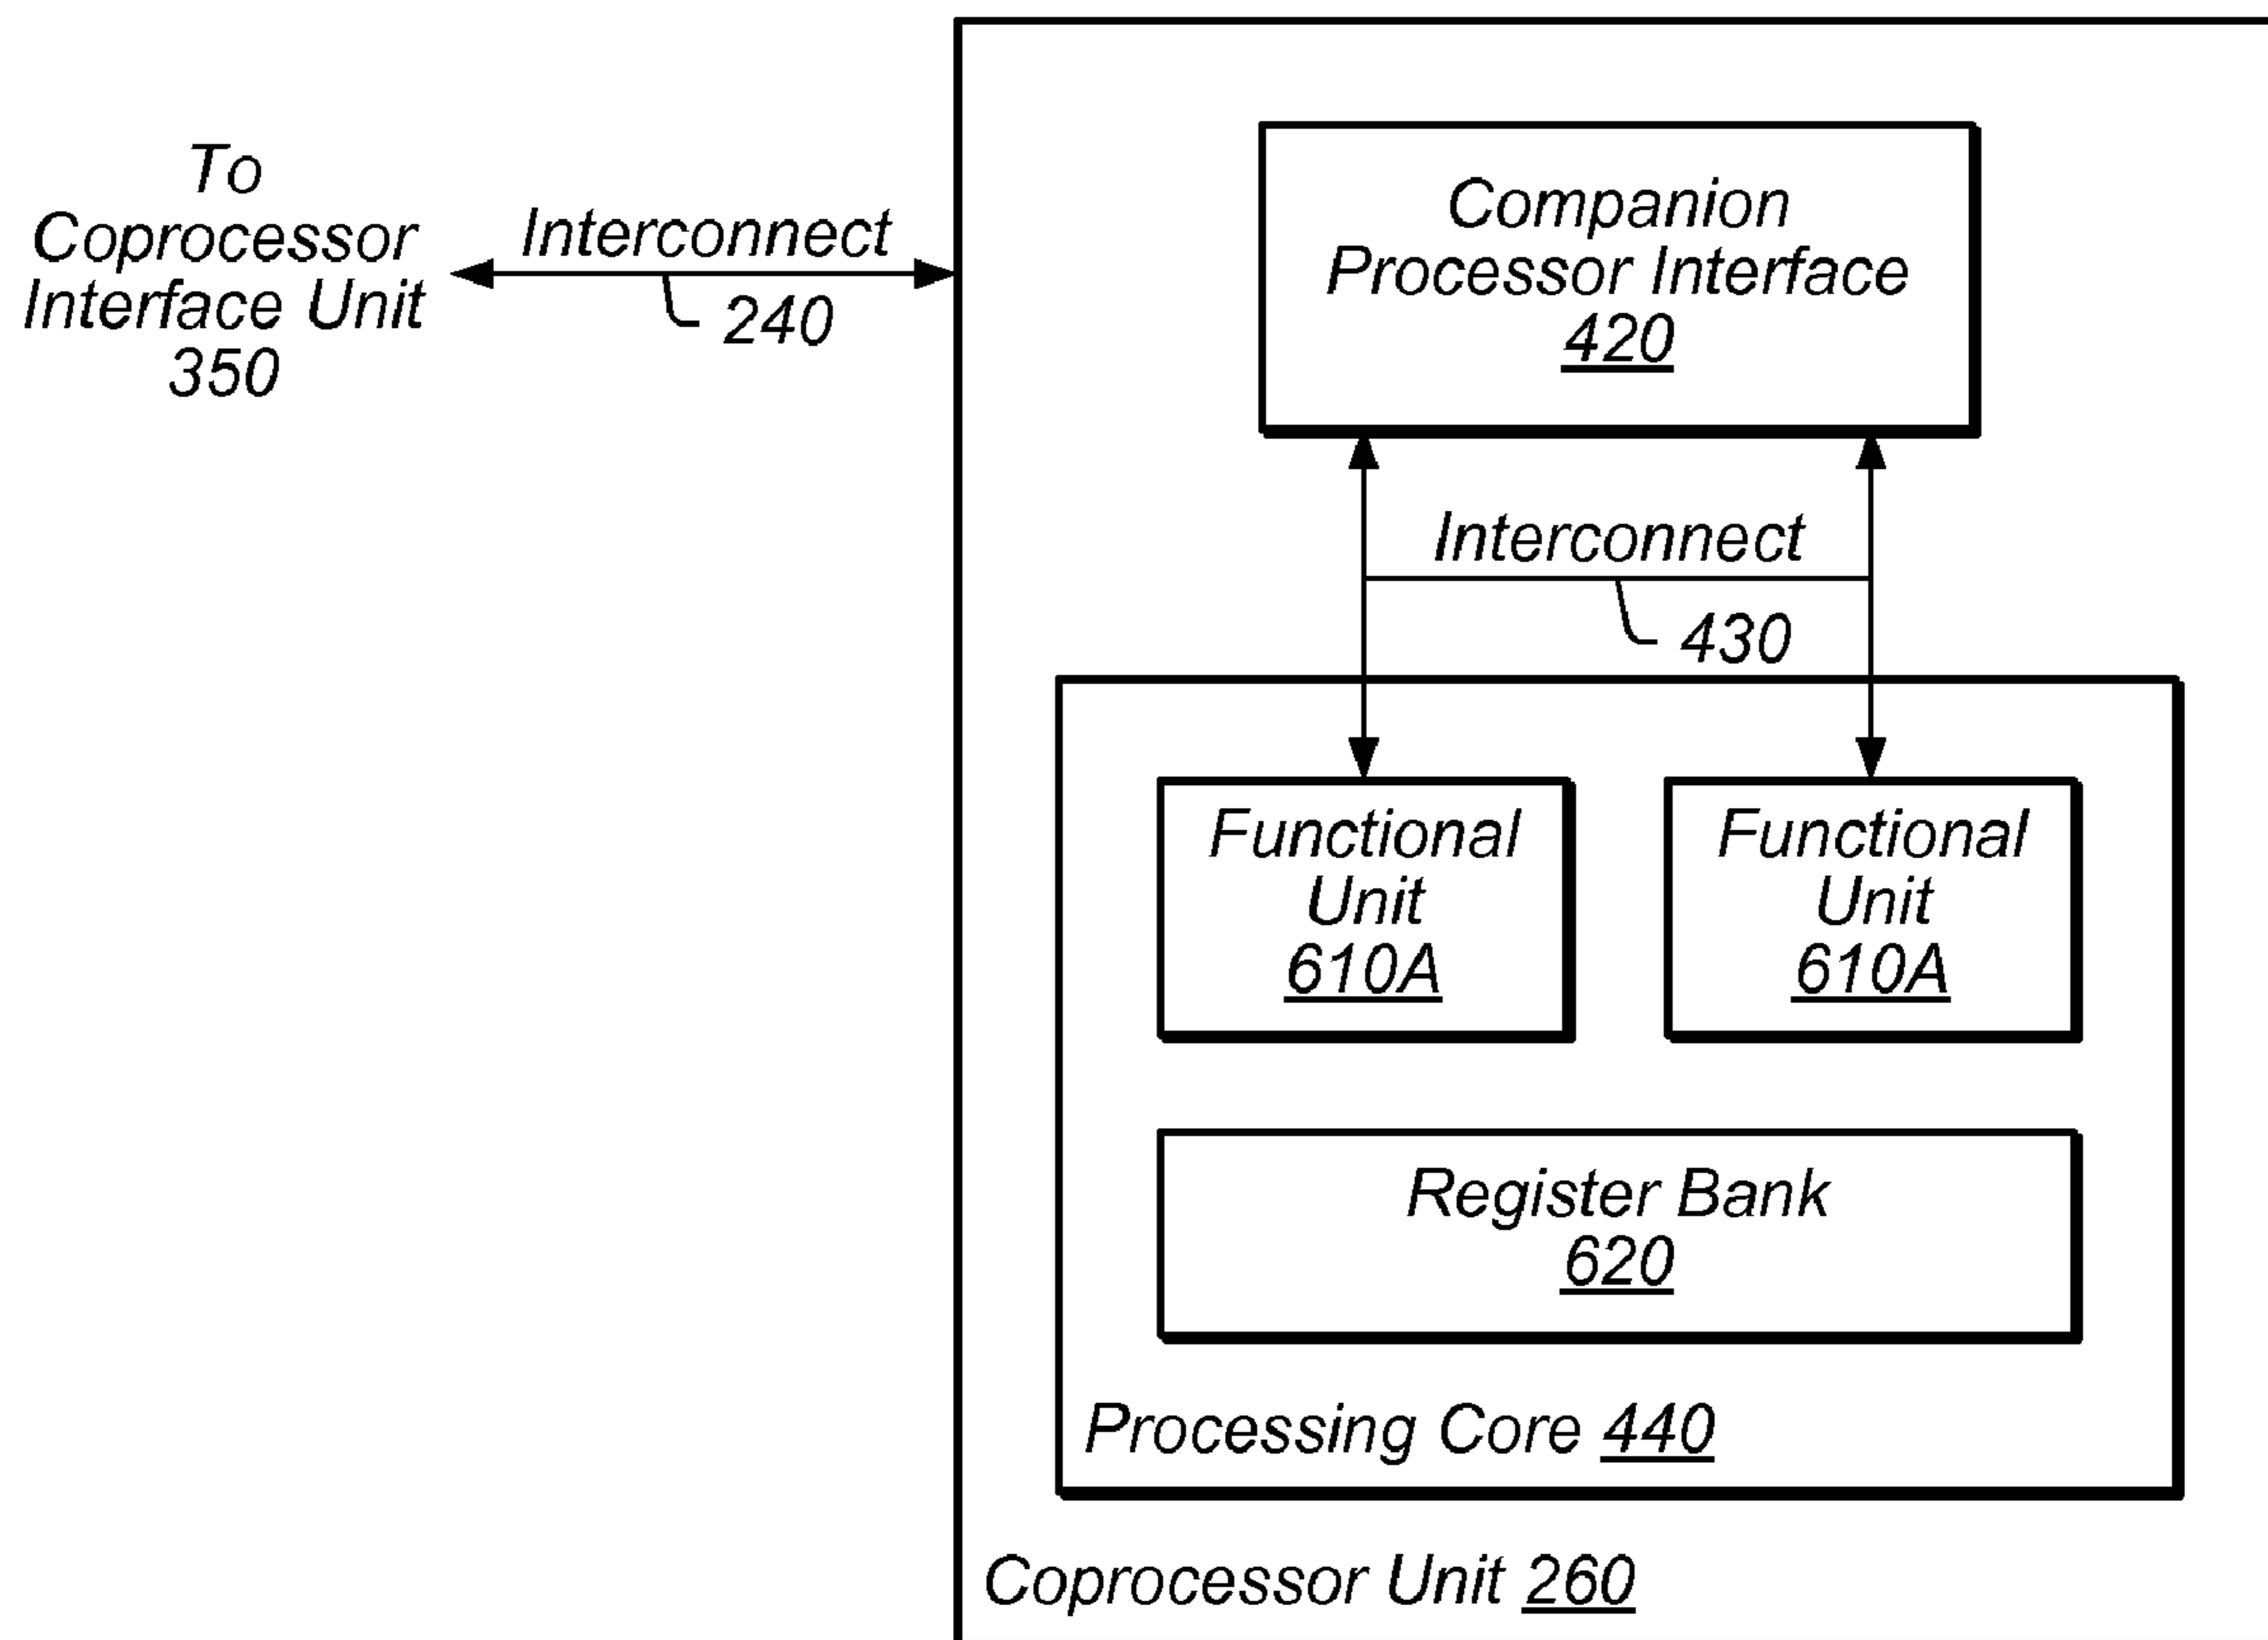 To
Coprocessor
Interface Unit
350
Interconnect
240
Companion
Processor Interface
420
Interconnect
430
Functional
Unit
610A
Functional
Unit
610A
Register Bank
620
Processing Core 440
Coprocessor Unit 260